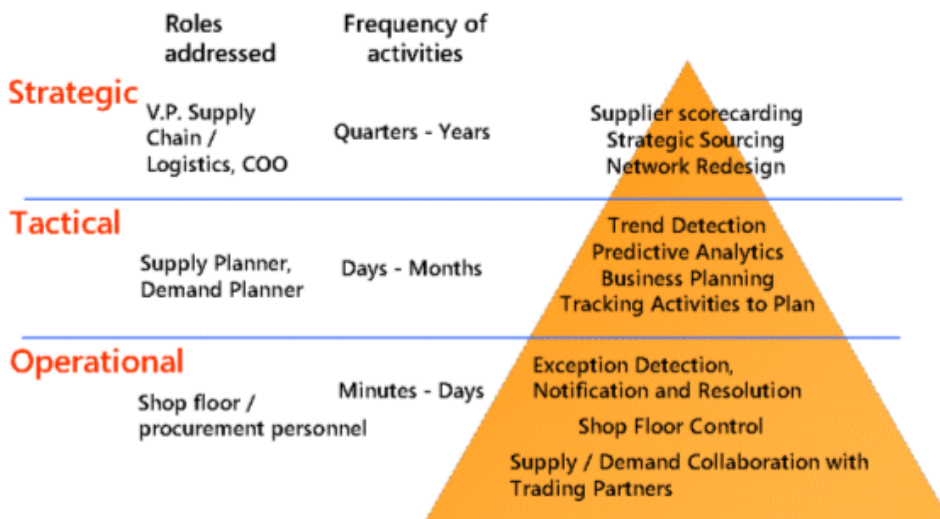 Roles
addressed
Frequency of
activities
Strategic
V.P. Supply
Chain /
Logistics, COO
Quarters - Years
Supplier scorecarding
Strategic Sourcing
Network Redesign
Tactical
Supply Planner,
Demand Planner
Days - Months
Trend Detection
Predictive Analytics
Business Planning
Tracking Activities to Plan
Operational
Shop floor /
procurement personnel
Minutes - Days
Exception Detection,
Notification and Resolution
Shop Floor Control
Supply / Demand Collaboration with
Trading Partners